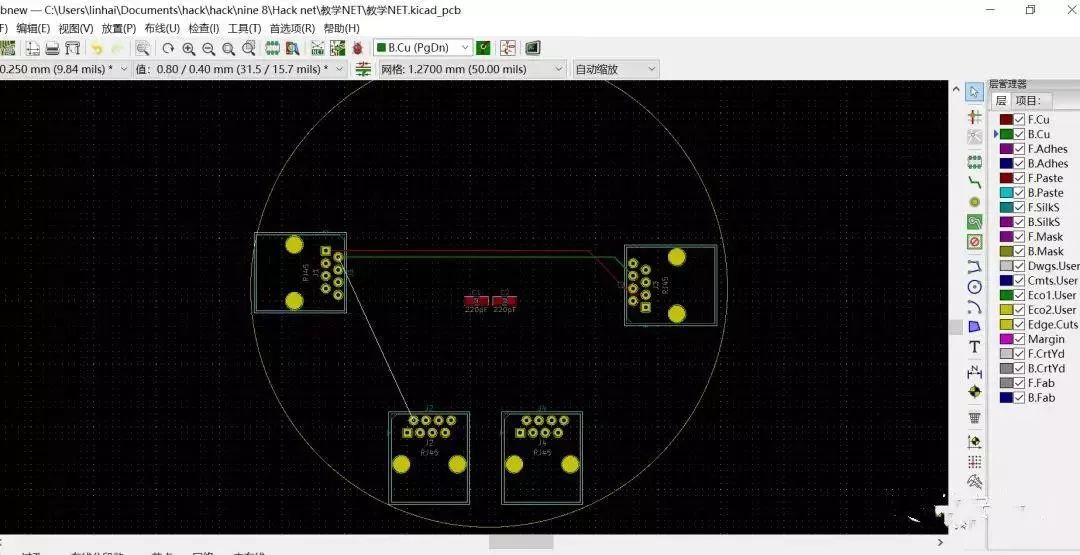 bnew — C:\Users\linhai\Documents\hack\hack\nine 8\Hack net\教学NET\教学NET.kicad_pcb
F) 编辑(E) 视图(V) 放置(P) 布线(U) 检查(I) 工具(T) 首选项(R) 帮助(H)
B.Cu (PgDn)
0.250 mm (9.84 mils) * 值: 0.80 / 0.40 mm (31.5 / 15.7 mils) * 网格: 1.2700 mm (50.00 mils) 自动缩放
层管理器
层 项目:
F.Cu
B.Cu
F.Adhes
B.Adhes
F.Paste
B.Paste
F.SilkS
B.SilkS
F.Mask
B.Mask
Dwgs.User
Cmts.User
Eco1.User
Eco2.User
Edge.Cuts
Margin
F.CrtYd
B.CrtYd
F.Fab
B.Fab
RJ45 J1
J3 RJ45
220pF 220pF
J2
RJ45
J4
RJ45